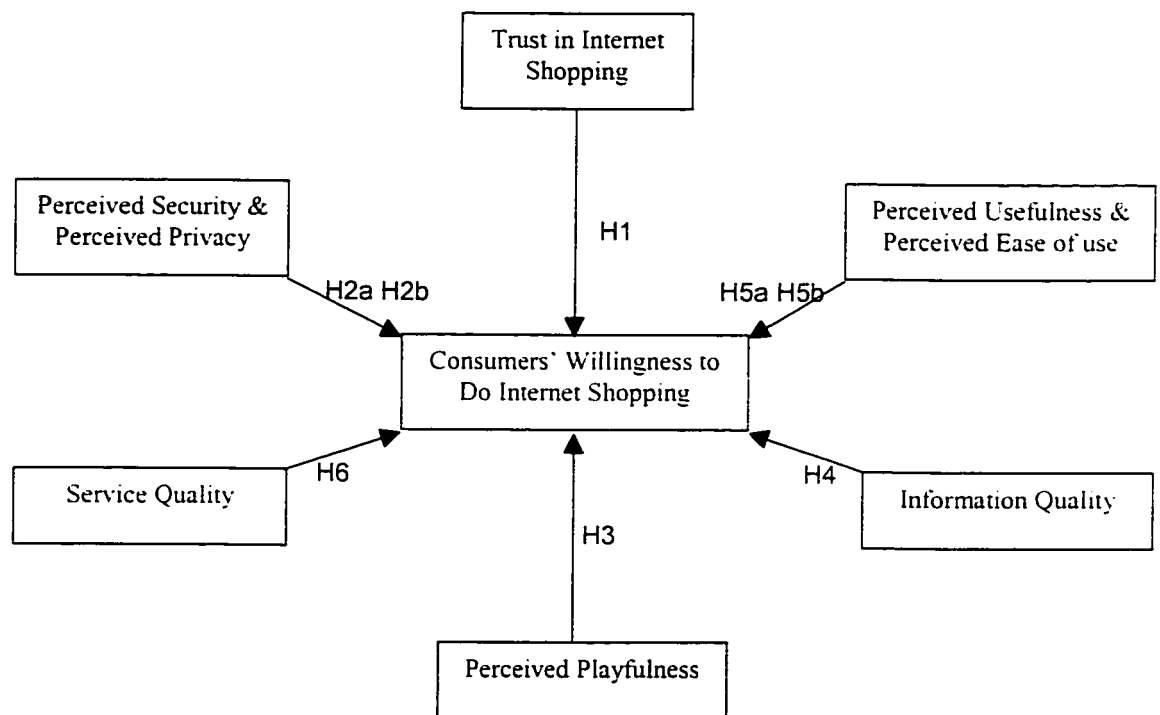 Trust in Internet
Shopping
Perceived Security &
Perceived Privacy
Perceived Usefulness &
Perceived Ease of use
H1
H2a H2b
H5a H5b
Consumers' Willingness to
Do Internet Shopping
Service Quality
H6
H4
Information Quality
H3
Perceived Playfulness